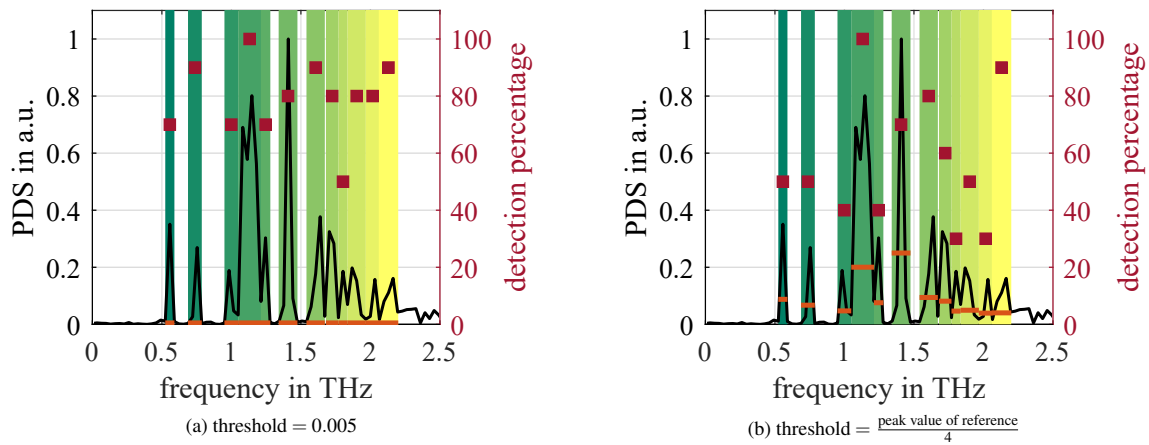 1
0.8
0.6
0.4
0.2
0
PDS in a.u.
100
80
60
40
20
0
detection percentage
0 0.5 1 1.5 2 2.5
frequency in THz
(a) threshold = 0.005
1
0.8
0.6
0.4
0.2
0
PDS in a.u.
100
80
60
40
20
0
detection percentage
0 0.5 1 1.5 2 2.5
frequency in THz
(b) threshold = peak value of reference
4